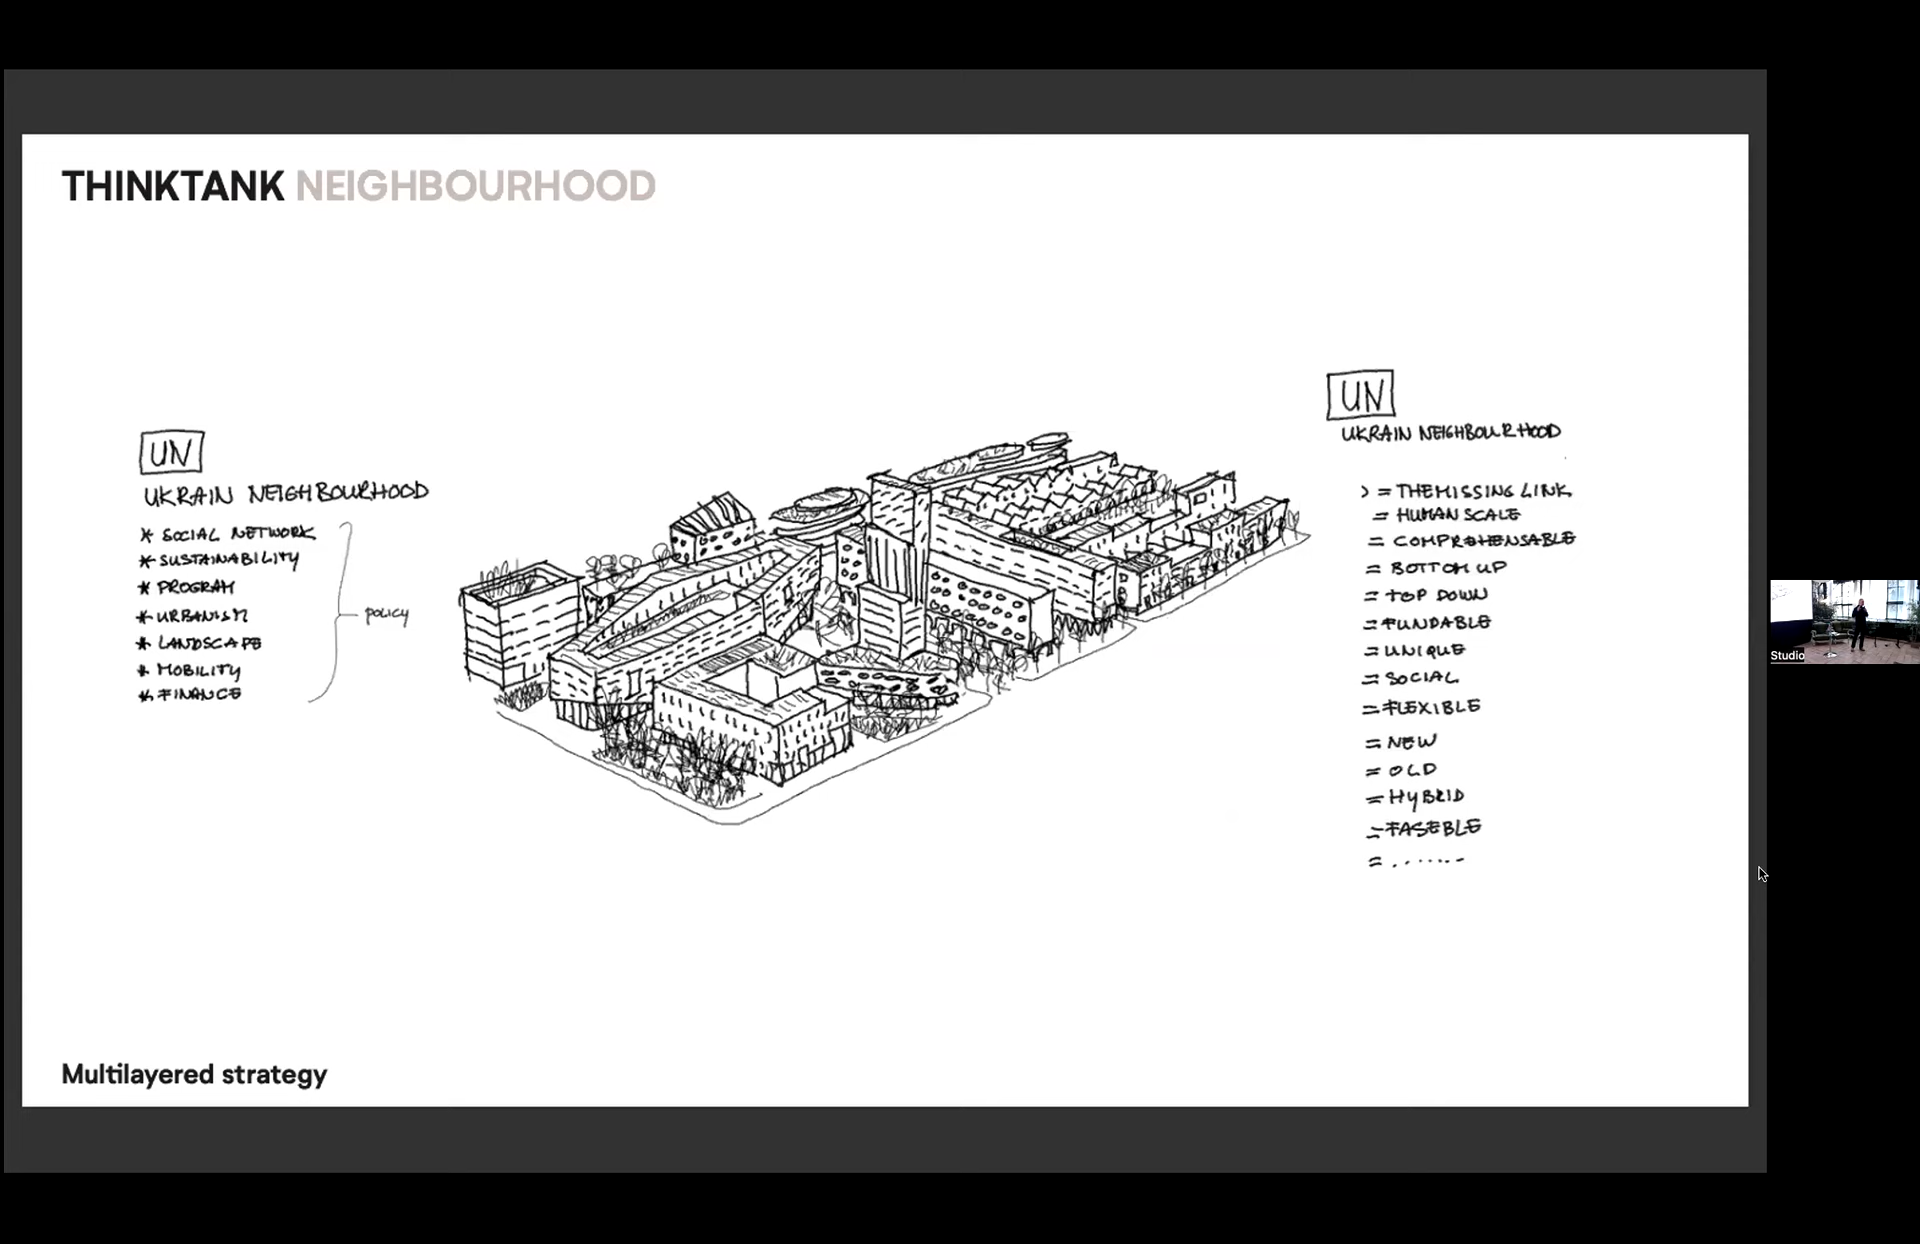 THINKTANK NEIGHBOURHOOD
UN
UKRAIN NEIGHBOURHOOD
* SOCIAL NETWORK
* SUSTAINABILITY
* PROGRAM
* URBANISM
* LANDSCAPE
* MOBILITY
* FINANCE
POLICY
UN
UKRAIN NEIGHBOURHOOD
> = THE MISSING LINK
= HUMAN SCALE
= COMPREHENSABLE
= BOTTOM UP
= TOP DOWN
= FUNDABLE
= UNIQUE
= SOCIAL
= FLEXIBLE
= NEW
= OLD
= HYBRID
= FASEBLE
= .......
Multilayered strategy
Studio